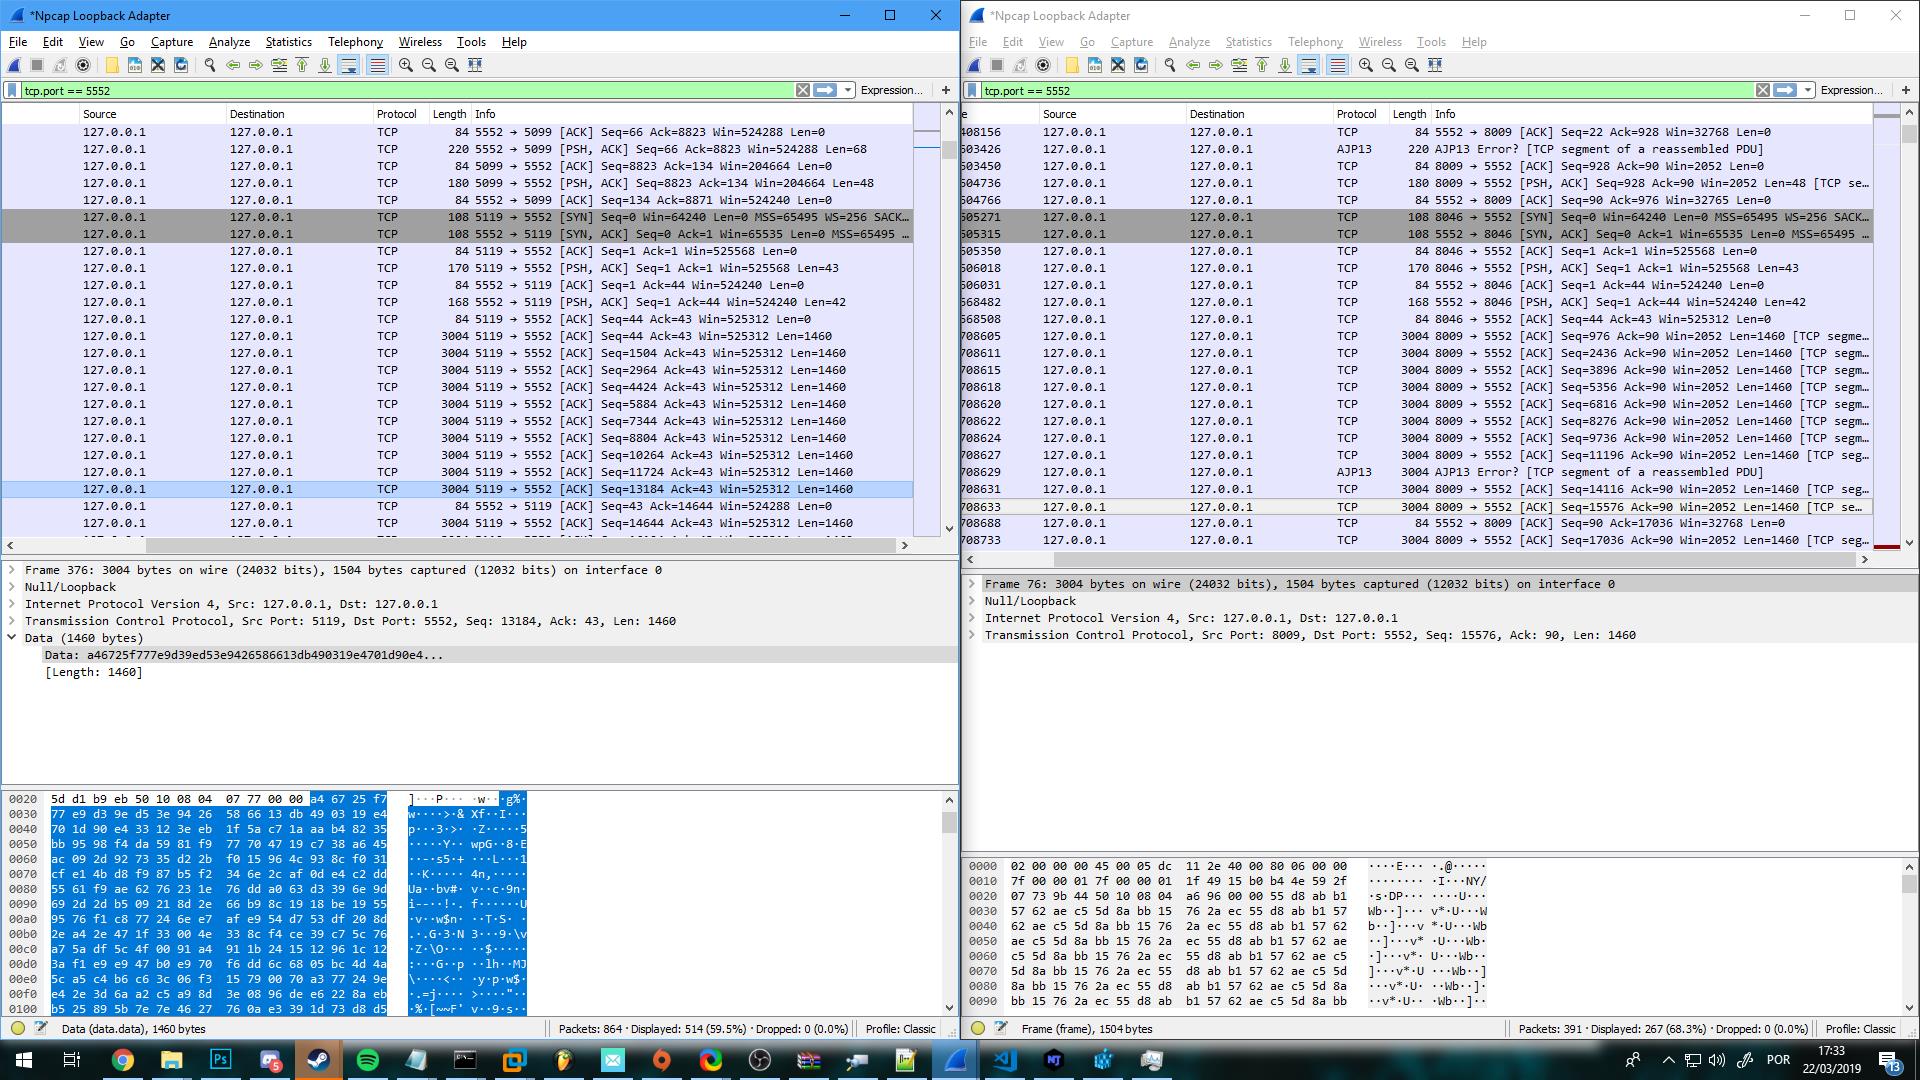 *Npcap Loopback Adapter
File Edit View Go Capture Analyze Statistics Telephony Wireless Tools Help
tcp.port == 5552 Expression... +
Source Destination Protocol Length Info
127.0.0.1 127.0.0.1 TCP 84 5552 → 5099 [ACK] Seq=66 Ack=8823 Win=524288 Len=0
127.0.0.1 127.0.0.1 TCP 220 5552 → 5099 [PSH, ACK] Seq=66 Ack=8823 Win=524288 Len=68
127.0.0.1 127.0.0.1 TCP 84 5099 → 5552 [ACK] Seq=8823 Ack=134 Win=204664 Len=0
127.0.0.1 127.0.0.1 TCP 180 5099 → 5552 [PSH, ACK] Seq=8823 Ack=134 Win=204664 Len=48
127.0.0.1 127.0.0.1 TCP 84 5552 → 5099 [ACK] Seq=134 Ack=8871 Win=524240 Len=0
127.0.0.1 127.0.0.1 TCP 108 5119 → 5552 [SYN] Seq=0 Win=64240 Len=0 MSS=65495 WS=256 SACK…
127.0.0.1 127.0.0.1 TCP 108 5552 → 5119 [SYN, ACK] Seq=0 Ack=1 Win=65535 Len=0 MSS=65495 …
127.0.0.1 127.0.0.1 TCP 84 5119 → 5552 [ACK] Seq=1 Ack=1 Win=525568 Len=0
127.0.0.1 127.0.0.1 TCP 170 5119 → 5552 [PSH, ACK] Seq=1 Ack=1 Win=525568 Len=43
127.0.0.1 127.0.0.1 TCP 84 5552 → 5119 [ACK] Seq=1 Ack=44 Win=524240 Len=0
127.0.0.1 127.0.0.1 TCP 168 5552 → 5119 [PSH, ACK] Seq=1 Ack=44 Win=524240 Len=42
127.0.0.1 127.0.0.1 TCP 84 5119 → 5552 [ACK] Seq=44 Ack=43 Win=525312 Len=0
127.0.0.1 127.0.0.1 TCP 3004 5119 → 5552 [ACK] Seq=44 Ack=43 Win=525312 Len=1460
127.0.0.1 127.0.0.1 TCP 3004 5119 → 5552 [ACK] Seq=1504 Ack=43 Win=525312 Len=1460
127.0.0.1 127.0.0.1 TCP 3004 5119 → 5552 [ACK] Seq=2964 Ack=43 Win=525312 Len=1460
127.0.0.1 127.0.0.1 TCP 3004 5119 → 5552 [ACK] Seq=4424 Ack=43 Win=525312 Len=1460
127.0.0.1 127.0.0.1 TCP 3004 5119 → 5552 [ACK] Seq=5884 Ack=43 Win=525312 Len=1460
127.0.0.1 127.0.0.1 TCP 3004 5119 → 5552 [ACK] Seq=7344 Ack=43 Win=525312 Len=1460
127.0.0.1 127.0.0.1 TCP 3004 5119 → 5552 [ACK] Seq=8804 Ack=43 Win=525312 Len=1460
127.0.0.1 127.0.0.1 TCP 3004 5119 → 5552 [ACK] Seq=10264 Ack=43 Win=525312 Len=1460
127.0.0.1 127.0.0.1 TCP 3004 5119 → 5552 [ACK] Seq=11724 Ack=43 Win=525312 Len=1460
127.0.0.1 127.0.0.1 TCP 3004 5119 → 5552 [ACK] Seq=13184 Ack=43 Win=525312 Len=1460
127.0.0.1 127.0.0.1 TCP 84 5552 → 5119 [ACK] Seq=43 Ack=14644 Win=524288 Len=0
127.0.0.1 127.0.0.1 TCP 3004 5119 → 5552 [ACK] Seq=14644 Ack=43 Win=525312 Len=1460
Frame 376: 3004 bytes on wire (24032 bits), 1504 bytes captured (12032 bits) on interface 0
Null/Loopback
Internet Protocol Version 4, Src: 127.0.0.1, Dst: 127.0.0.1
Transmission Control Protocol, Src Port: 5119, Dst Port: 5552, Seq: 13184, Ack: 43, Len: 1460
Data (1460 bytes)
Data: a46725f777e9d39ed53e9426586613db490319e4701d90e4...
[Length: 1460]
0020 5d d1 b9 eb 50 10 08 04 07 77 00 00 a4 67 25 f7 ]···P··· ·w···g%·
0030 77 e9 d3 9e d5 3e 94 26 58 66 13 db 49 03 19 e4 w····>·& Xf··I···
0040 70 1d 90 e4 33 12 3e eb 1f 5a c7 1a aa b4 82 35 p···3·>· ·Z·····5
0050 bb 95 98 f4 da 59 81 f9 77 70 47 19 c7 38 a6 45 ·····Y·· wpG··8·E
0060 ac 09 2d 92 73 35 d2 2b f0 15 96 4c 93 8c f0 31 ··-·s5·+ ···L···1
0070 cf e1 4b d8 f9 87 b5 f2 34 6e 2c af 0d e4 c2 dd ··K····· 4n,·····
0080 55 61 f9 ae 62 76 23 1e 76 dd a0 63 d3 39 6e 9d Ua··bv#· v··c·9n·
0090 69 2d 2d b5 09 21 8d 2e 66 b9 8c 19 18 be 19 55 i--··!·. f······U
00a0 95 76 f1 c8 77 24 6e e7 af e9 54 d7 53 df 20 8d ·v··w$n· ··T·S· ·
00b0 2e a4 2e 47 1f 33 00 4e 33 8c f4 ce 39 c7 5c 76 .·.G·3·N 3···9·\v
00c0 a7 5a df 5c 4f 00 91 a4 91 1b 24 15 12 96 1c 12 ·Z·\O··· ··$·····
00d0 3a f1 e9 e9 47 b0 e9 70 f6 dd 6c 68 05 bc 4d 4a :···G··p ··lh··MJ
00e0 5c a5 c4 b6 c6 3c 06 f3 15 79 00 70 a3 77 24 9e \····<·· ·y·p·w$·
00f0 e4 2e 3d 6a a2 c5 a9 8d 3e 08 96 de e6 22 8a eb ·.=j···· >····"··
0100 b5 25 89 5b 7e 7e 46 27 76 0a e3 39 1d 73 d8 d5 ·%·[~~F' v··9·s··
Data (data.data), 1460 bytes Packets: 864 · Displayed: 514 (59.5%) · Dropped: 0 (0.0%) Profile: Classic
*Npcap Loopback Adapter
File Edit View Go Capture Analyze Statistics Telephony Wireless Tools Help
tcp.port == 5552 Expression... +
e Source Destination Protocol Length Info
408156 127.0.0.1 127.0.0.1 TCP 84 5552 → 8009 [ACK] Seq=22 Ack=928 Win=32768 Len=0
503426 127.0.0.1 127.0.0.1 AJP13 220 AJP13 Error? [TCP segment of a reassembled PDU]
503450 127.0.0.1 127.0.0.1 TCP 84 8009 → 5552 [ACK] Seq=928 Ack=90 Win=2052 Len=0
504736 127.0.0.1 127.0.0.1 TCP 180 8009 → 5552 [PSH, ACK] Seq=928 Ack=90 Win=2052 Len=48 [TCP se…
504766 127.0.0.1 127.0.0.1 TCP 84 5552 → 8009 [ACK] Seq=90 Ack=976 Win=32765 Len=0
505271 127.0.0.1 127.0.0.1 TCP 108 8046 → 5552 [SYN] Seq=0 Win=64240 Len=0 MSS=65495 WS=256 SACK…
505315 127.0.0.1 127.0.0.1 TCP 108 5552 → 8046 [SYN, ACK] Seq=0 Ack=1 Win=65535 Len=0 MSS=65495 …
505350 127.0.0.1 127.0.0.1 TCP 84 8046 → 5552 [ACK] Seq=1 Ack=1 Win=525568 Len=0
506018 127.0.0.1 127.0.0.1 TCP 170 8046 → 5552 [PSH, ACK] Seq=1 Ack=1 Win=525568 Len=43
506031 127.0.0.1 127.0.0.1 TCP 84 5552 → 8046 [ACK] Seq=1 Ack=44 Win=524240 Len=0
568482 127.0.0.1 127.0.0.1 TCP 168 5552 → 8046 [PSH, ACK] Seq=1 Ack=44 Win=524240 Len=42
568508 127.0.0.1 127.0.0.1 TCP 84 8046 → 5552 [ACK] Seq=44 Ack=43 Win=525312 Len=0
708605 127.0.0.1 127.0.0.1 TCP 3004 8009 → 5552 [ACK] Seq=976 Ack=90 Win=2052 Len=1460 [TCP segme…
708611 127.0.0.1 127.0.0.1 TCP 3004 8009 → 5552 [ACK] Seq=2436 Ack=90 Win=2052 Len=1460 [TCP segm…
708615 127.0.0.1 127.0.0.1 TCP 3004 8009 → 5552 [ACK] Seq=3896 Ack=90 Win=2052 Len=1460 [TCP segm…
708618 127.0.0.1 127.0.0.1 TCP 3004 8009 → 5552 [ACK] Seq=5356 Ack=90 Win=2052 Len=1460 [TCP segm…
708620 127.0.0.1 127.0.0.1 TCP 3004 8009 → 5552 [ACK] Seq=6816 Ack=90 Win=2052 Len=1460 [TCP segm…
708622 127.0.0.1 127.0.0.1 TCP 3004 8009 → 5552 [ACK] Seq=8276 Ack=90 Win=2052 Len=1460 [TCP segm…
708624 127.0.0.1 127.0.0.1 TCP 3004 8009 → 5552 [ACK] Seq=9736 Ack=90 Win=2052 Len=1460 [TCP segm…
708627 127.0.0.1 127.0.0.1 TCP 3004 8009 → 5552 [ACK] Seq=11196 Ack=90 Win=2052 Len=1460 [TCP seg…
708629 127.0.0.1 127.0.0.1 AJP13 3004 AJP13 Error? [TCP segment of a reassembled PDU]
708631 127.0.0.1 127.0.0.1 TCP 3004 8009 → 5552 [ACK] Seq=14116 Ack=90 Win=2052 Len=1460 [TCP seg…
708633 127.0.0.1 127.0.0.1 TCP 3004 8009 → 5552 [ACK] Seq=15576 Ack=90 Win=2052 Len=1460 [TCP se…
708688 127.0.0.1 127.0.0.1 TCP 84 5552 → 8009 [ACK] Seq=90 Ack=17036 Win=32768 Len=0
708733 127.0.0.1 127.0.0.1 TCP 3004 8009 → 5552 [ACK] Seq=17036 Ack=90 Win=2052 Len=1460 [TCP seg…
Frame 76: 3004 bytes on wire (24032 bits), 1504 bytes captured (12032 bits) on interface 0
Null/Loopback
Internet Protocol Version 4, Src: 127.0.0.1, Dst: 127.0.0.1
Transmission Control Protocol, Src Port: 8009, Dst Port: 5552, Seq: 15576, Ack: 90, Len: 1460
0000 02 00 00 00 45 00 05 dc 11 2e 40 00 80 06 00 00 ····E··· ·.@·····
0010 7f 00 00 01 7f 00 00 01 1f 49 15 b0 b4 4e 59 2f ········ ·I···NY/
0020 07 73 9b 44 50 10 08 04 a6 96 00 00 55 d8 ab b1 ·s·DP··· ····U···
0030 57 62 ae c5 5d 8a bb 15 76 2a ec 55 d8 ab b1 57 Wb··]··· v*·U···W
0040 62 ae c5 5d 8a bb 15 76 2a ec 55 d8 ab b1 57 62 b··]···v *·U···Wb
0050 ae c5 5d 8a bb 15 76 2a ec 55 d8 ab b1 57 62 ae ··]···v* ·U···Wb·
0060 c5 5d 8a bb 15 76 2a ec 55 d8 ab b1 57 62 ae c5 ·]···v*· U···Wb··
0070 5d 8a bb 15 76 2a ec 55 d8 ab b1 57 62 ae c5 5d ]···v*·U ···Wb··]
0080 8a bb 15 76 2a ec 55 d8 ab b1 57 62 ae c5 5d 8a ···v*·U· ··Wb··]·
0090 bb 15 76 2a ec 55 d8 ab b1 57 62 ae c5 5d 8a bb ··v*·U·· ·Wb··]··
Frame (frame), 1504 bytes Packets: 391 · Displayed: 267 (68.3%) · Dropped: 0 (0.0%) Profile: Classic
Ps 5 NT POR 17:33 13
22/03/2019